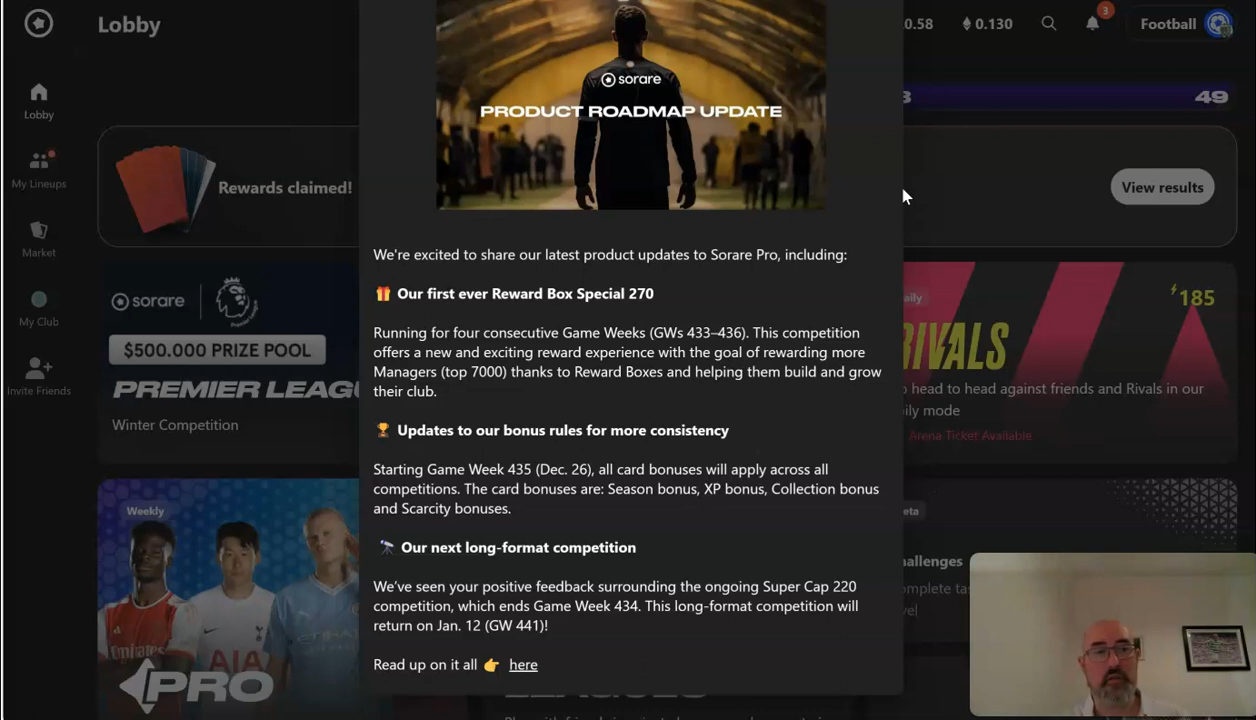 Lobby
0.58
0.130
3
Football
Lobby
My Lineups
Market
My Club
Invite Friends
sorare
PRODUCT ROADMAP UPDATE
49
Rewards claimed!
View results
We're excited to share our latest product updates to Sorare Pro, including:
Our first ever Reward Box Special 270
Running for four consecutive Game Weeks (GWs 433–436). This competition
offers a new and exciting reward experience with the goal of rewarding more
Managers (top 7000) thanks to Reward Boxes and helping them build and grow
their club.
Updates to our bonus rules for more consistency
Starting Game Week 435 (Dec. 26), all card bonuses will apply across all
competitions. The card bonuses are: Season bonus, XP bonus, Collection bonus
and Scarcity bonuses.
Our next long-format competition
We've seen your positive feedback surrounding the ongoing Super Cap 220
competition, which ends Game Week 434. This long-format competition will
return on Jan. 12 (GW 441)!
Read up on it all 👉 here
sorare
Premier League
$500.000 PRIZE POOL
PREMIER LEAG
Winter Competition
aily
185
RIVALS
head to head against friends and Rivals in our
ily mode
Arena Ticket Available
Weekly
AIA
PRO
eta
hallenges